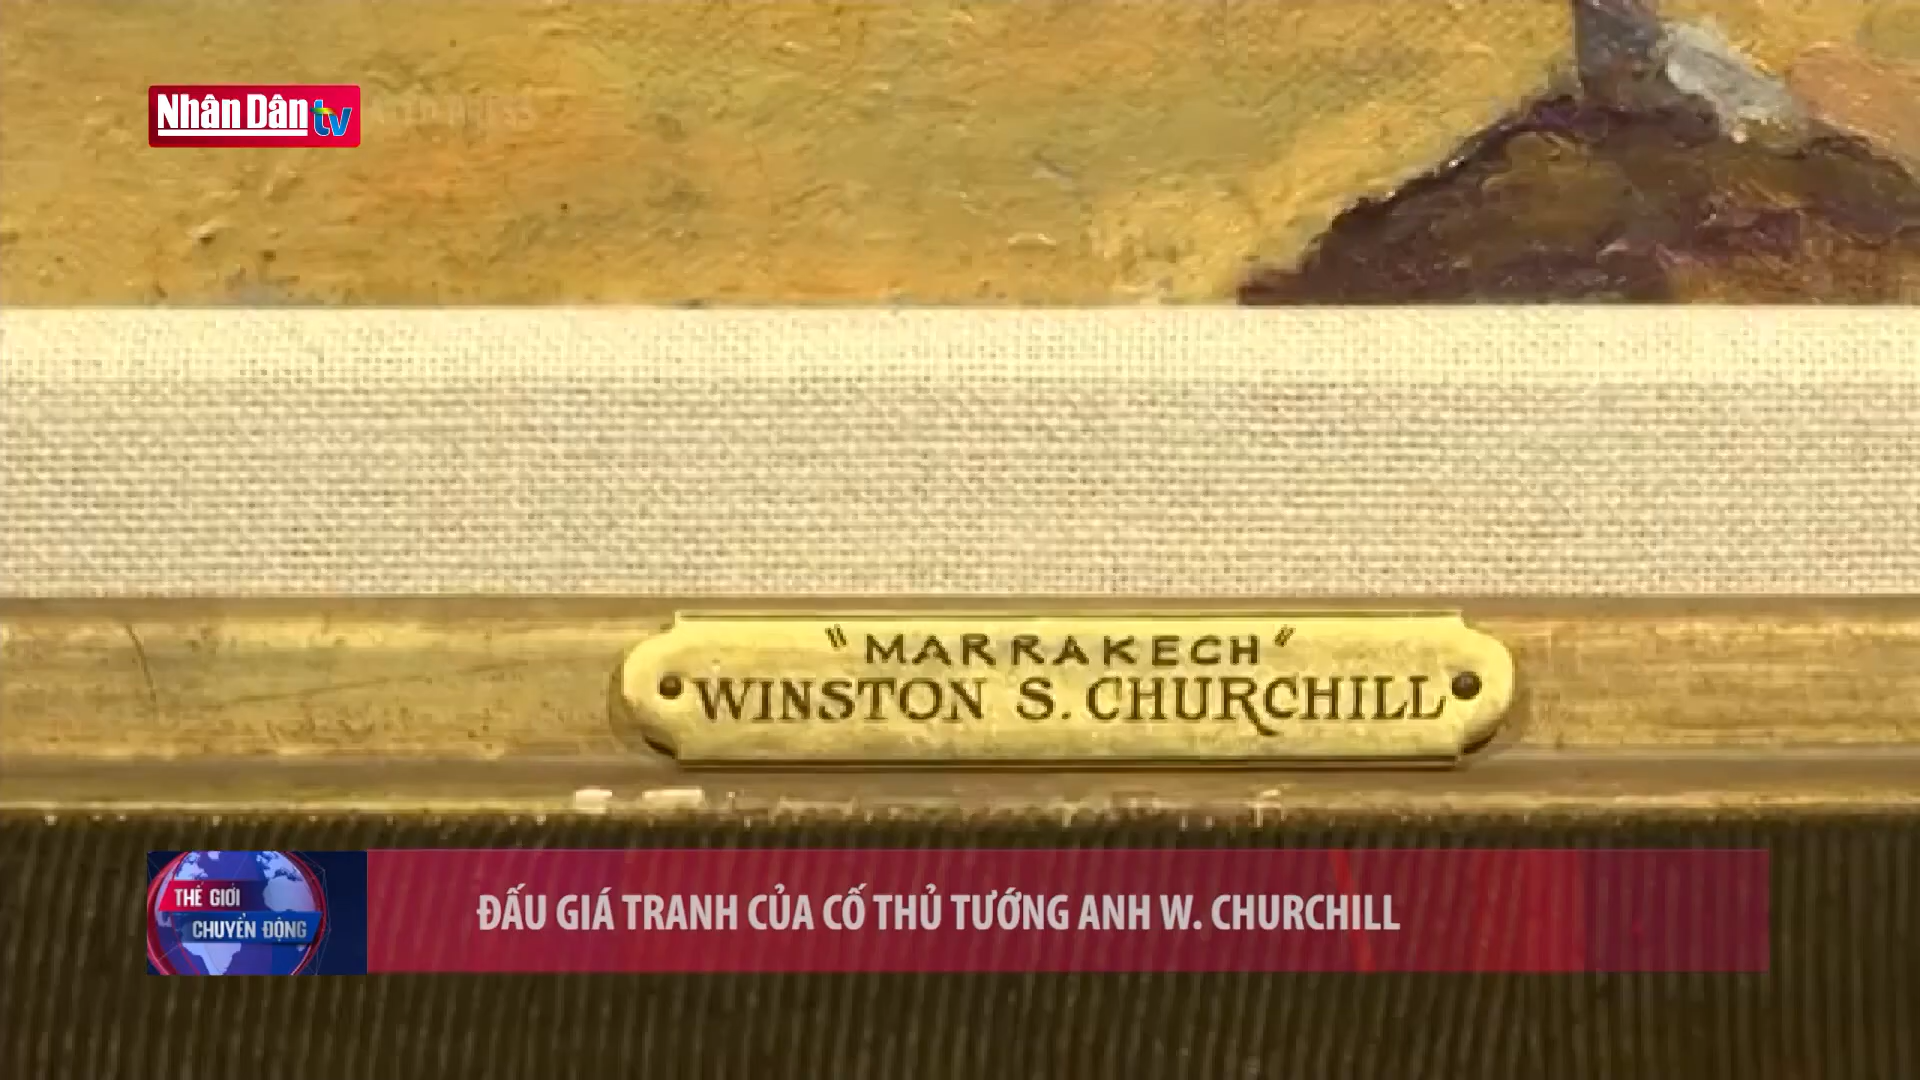 Nhân Dân tv
"MARRAKECH"
WINSTON S. CHURCHILL
THẾ GIỚI
CHUYỂN ĐỘNG
ĐẤU GIÁ TRANH CỦA CỐ THỦ TƯỚNG ANH W. CHURCHILL